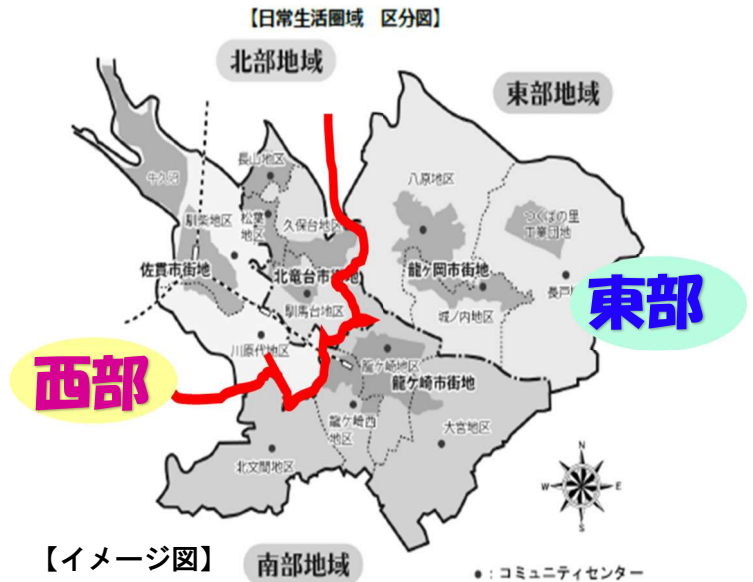 【日常生活圏域 区分図】
北部地域
東部地域
長山地区
八原地区
牛久沼
つくばの里
工業団地
馴柴地区
松葉
地区
久保台地区
佐貫市街地
北竜台市街地
龍ヶ岡市街地
長戸
東部
馴馬台地区
城ノ内地区
川原代地区
龍ケ崎地区
西部
龍ケ崎市街地
龍ケ崎西
地区
大宮地区
北文間地区
N
W
E
S
【イメージ図】
南部地域
●：コミュニティセンター